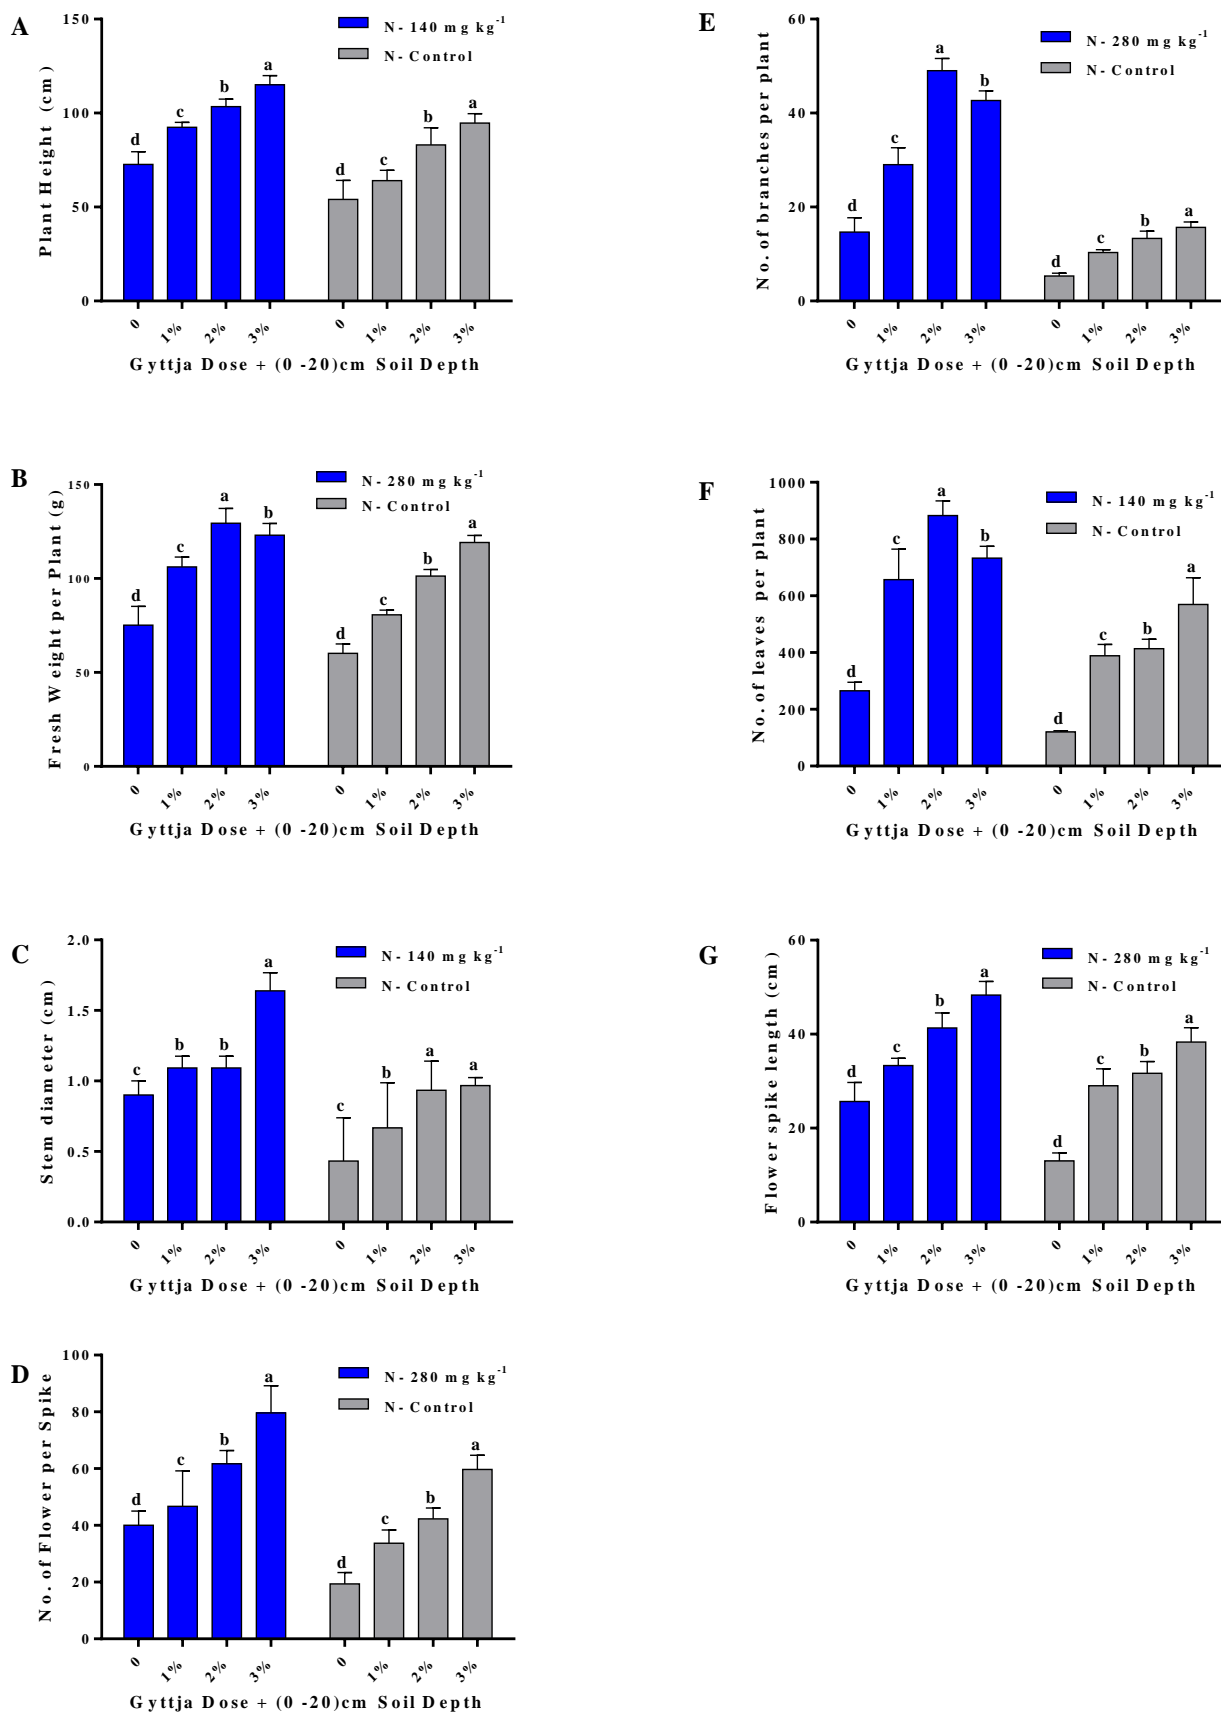 A
Plant Height (cm)
150
100
50
0
d
c
b
a
d
c
b
a
N- 140 mg kg-1
N- Control
0
1%
2%
3%
0
1%
2%
3%
Gyttja Dose + (0 -20)cm Soil Depth
B
Fresh Weight per Plant (g)
150
100
50
0
d
c
a
b
d
c
b
a
N- 280 mg kg-1
N- Control
0
1%
2%
3%
0
1%
2%
3%
Gyttja Dose + (0 -20)cm Soil Depth
C
Stem diameter (cm)
2.0
1.5
1.0
0.5
0.0
c
b
b
a
c
b
a
a
N- 140 mg kg-1
N- Control
0
1%
2%
3%
0
1%
2%
3%
Gyttja Dose + (0 -20)cm Soil Depth
D
No. of Flower per Spike
100
80
60
40
20
0
d
c
b
a
d
c
b
a
N- 280 mg kg-1
N- Control
0
1%
2%
3%
0
1%
2%
3%
Gyttja Dose + (0 -20)cm Soil Depth
E
No. of branches per plant
60
40
20
0
d
c
a
b
d
c
b
a
N- 280 mg kg-1
N- Control
0
1%
2%
3%
0
1%
2%
3%
Gyttja Dose + (0 -20)cm Soil Depth
F
No. of leaves per plant
1000
800
600
400
200
0
d
c
a
b
d
c
b
a
N- 140 mg kg-1
N- Control
0
1%
2%
3%
0
1%
2%
3%
Gyttja Dose + (0 -20)cm Soil Depth
G
Flower spike length (cm)
60
40
20
0
d
c
b
a
d
c
b
a
N- 280 mg kg-1
N- Control
0
1%
2%
3%
0
1%
2%
3%
Gyttja Dose + (0 -20)cm Soil Depth